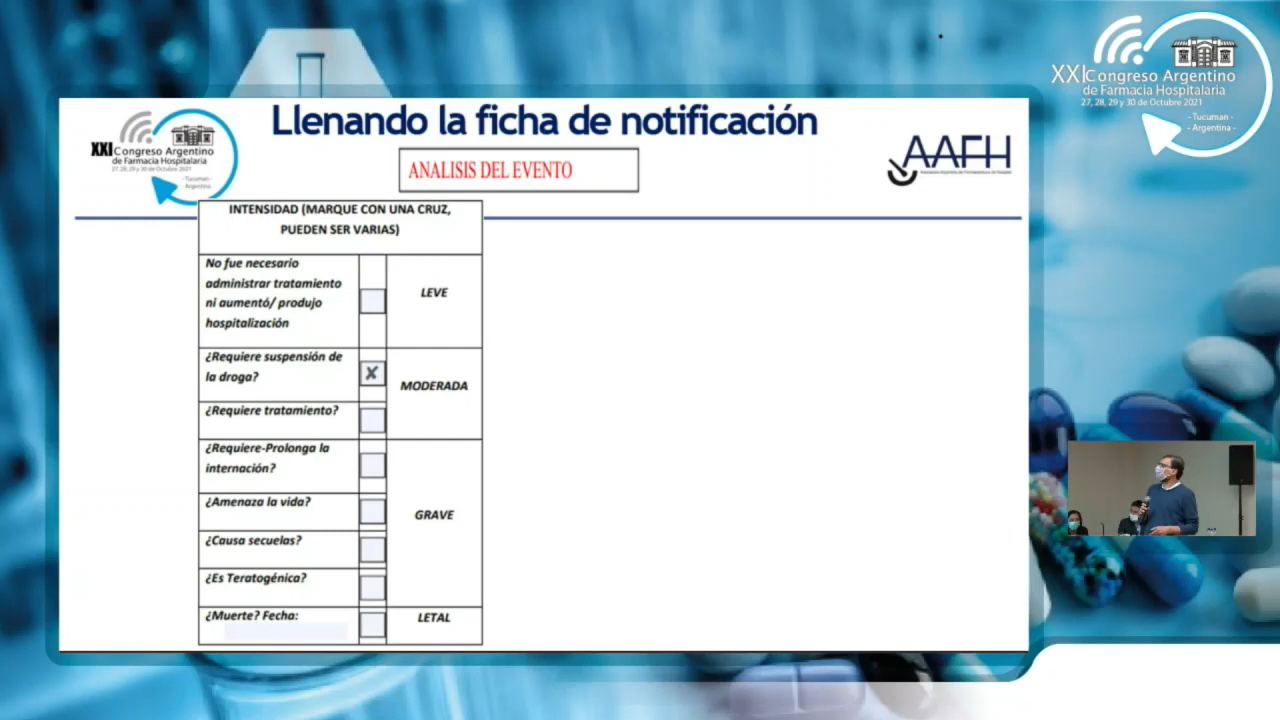 XXI Congreso Argentino
de Farmacia Hospitalaria
27, 28, 29 y 30 de Octubre 2021
- Tucuman -
- Argentina -
Llenando la ficha de notificación
ANALISIS DEL EVENTO
XXI Congreso Argentino
de Farmacia Hospitalaria
27, 28, 29 y 30 de Octubre 2021
- Tucuman -
- Argentina -
AAFH
INTENSIDAD (MARQUE CON UNA CRUZ,
PUEDEN SER VARIAS)
No fue necesario
administrar tratamiento
ni aumentó/ produjo
hospitalización
LEVE
¿Requiere suspensión de
la droga?
X
MODERADA
¿Requiere tratamiento?
¿Requiere-Prolonga la
internación?
¿Amenaza la vida?
GRAVE
¿Causa secuelas?
¿Es Teratogénica?
¿Muerte? Fecha:
LETAL